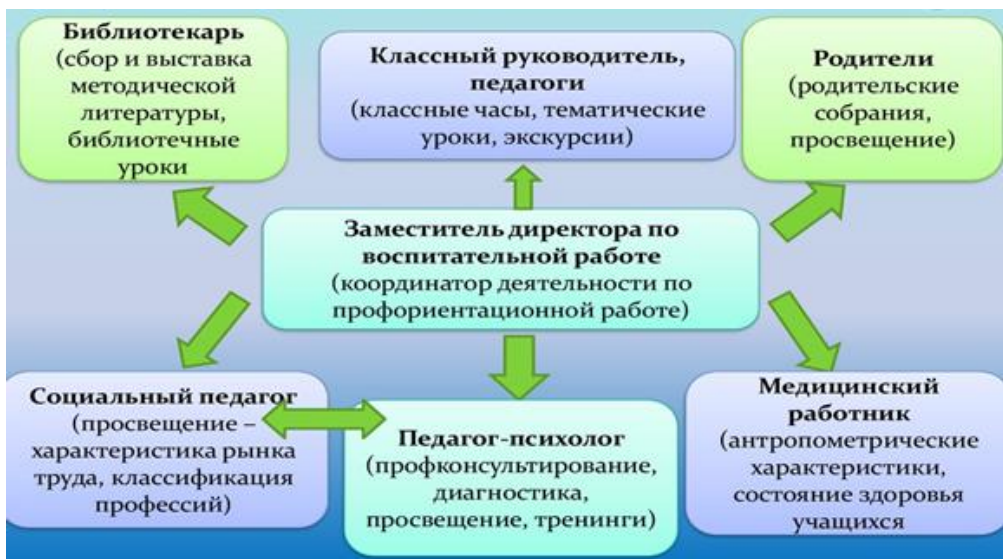 Библиотекарь
(сбор и выставка
методической
литературы,
библиотечные
уроки
Классный руководитель,
педагоги
(классные часы, тематические
уроки, экскурсии)
Родители
(родительские
собрания,
просвещение)
Заместитель директора по
воспитательной работе
(координатор деятельности по
профориентационной работе)
Социальный педагог
(просвещение –
характеристика рынка
труда, классификация
профессий)
Педагог-психолог
(профконсультирование,
диагностика,
просвещение, тренинги)
Медицинский
работник
(антропометрические
характеристики,
состояние здоровья
учащихся